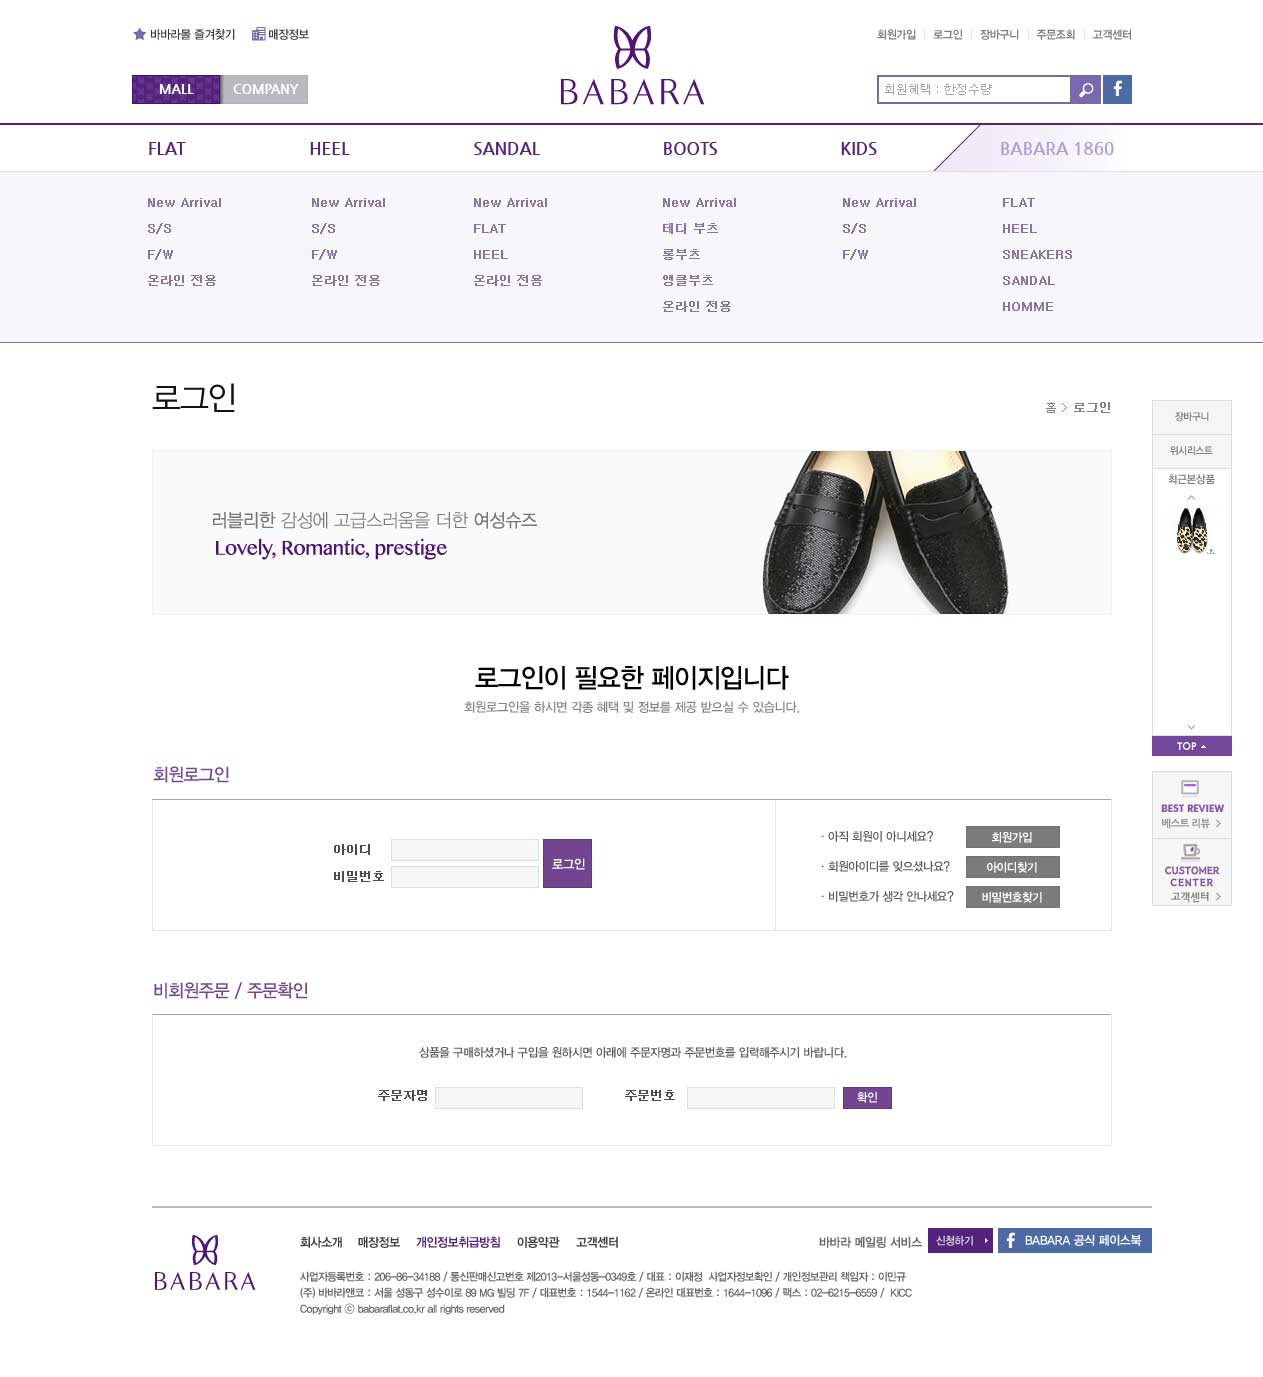 바바라몰 즐겨찾기 매장정보
회원가입 로그인 장바구니 주문조회 고객센터
BABARA
MALL COMPANY
회원혜택 : 한정수량
FLAT HEEL SANDAL BOOTS KIDS BABARA 1860
New Arrival New Arrival New Arrival New Arrival New Arrival FLAT
S/S S/S FLAT 테디 부츠 S/S HEEL
F/W F/W HEEL 롱부츠 F/W SNEAKERS
온라인 전용 온라인 전용 온라인 전용 앵클부츠 SANDAL
온라인 전용 HOMME
로그인
홈 > 로그인
장바구니
위시리스트
최근본상품
러블리한 감성에 고급스러움을 더한 여성슈즈
Lovely, Romantic, prestige
로그인이 필요한 페이지입니다
회원로그인을 하시면 각종 혜택 및 정보를 제공 받으실 수 있습니다.
TOP
BEST REVIEW
베스트 리뷰 >
CUSTOMER
CENTER
고객센터 >
회원로그인
아이디
비밀번호
로그인
· 아직 회원이 아니세요? 회원가입
· 회원아이디를 잊으셨나요? 아이디찾기
· 비밀번호가 생각 안나세요? 비밀번호찾기
비회원주문 / 주문확인
상품을 구매하셨거나 구입을 원하시면 아래에 주문자명과 주문번호를 입력해주시기 바랍니다.
주문자명 주문번호 확인
BABARA
회사소개 매장정보 개인정보취급방침 이용약관 고객센터
바바라 메일링 서비스 신청하기 BABARA 공식 페이스북
사업자등록번호 : 206-86-34188 / 통신판매신고번호 제2013-서울성동-0349호 / 대표 : 이재정 사업자정보확인 / 개인정보관리 책임자 : 이민규
(주) 바바라앤코 : 서울 성동구 성수이로 89 MG 빌딩 7F / 대표번호 : 1544-1162 / 온라인 대표번호 : 1644-1096 / 팩스 : 02-6215-6559 / KICC
Copyright ⓒ babaraflat.co.kr all rights reserved